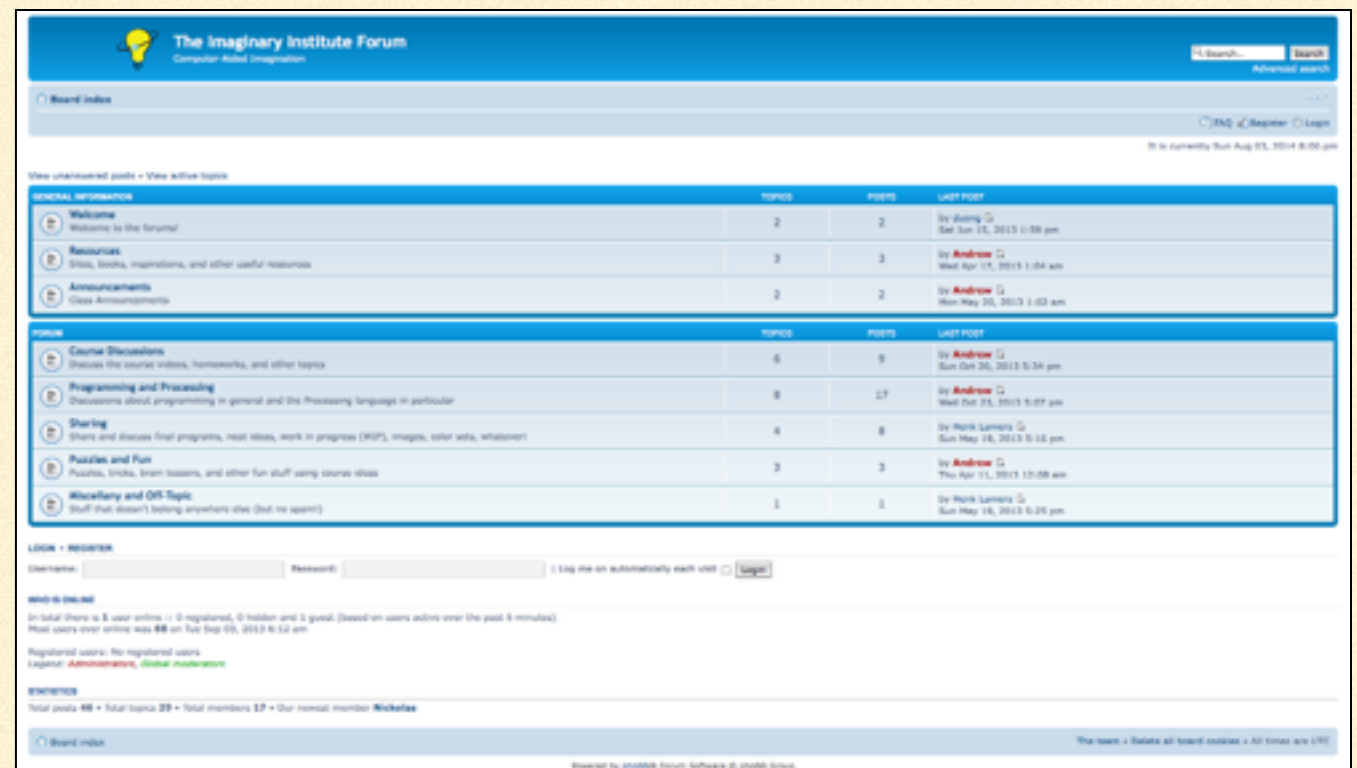 The Imaginary Institute Forum
Computer-Aided Imagination
Search... Search
Advanced search
Board index
FAQ Register Login
It is currently Sun Aug 03, 2014 8:06 pm
View unanswered posts • View active topics
GENERAL INFORMATION TOPICS POSTS LAST POST
Welcome
Welcome to the forums!
2 2
by duong
Sat Jun 15, 2013 1:58 pm
Resources
Sites, books, inspirations, and other useful resources
3 3
by Andrew
Wed Apr 17, 2013 1:04 am
Announcements
Class Announcements
2 2
by Andrew
Mon May 20, 2013 1:02 am
FORUM TOPICS POSTS LAST POST
Course Discussions
Discuss the course videos, homeworks, and other topics
6 9
by Andrew
Sun Oct 20, 2013 5:34 pm
Programming and Processing
Discussions about programming in general and the Processing language in particular
8 17
by Andrew
Wed Oct 23, 2013 5:07 pm
Sharing
Share and discuss final programs, neat ideas, work in progress (WIP), images, color sets, whatever!
4 8
by Henk Lamers
Sun May 19, 2013 5:16 pm
Puzzles and Fun
Puzzles, tricks, brain teasers, and other fun stuff using course ideas
3 3
by Andrew
Thu Apr 11, 2013 12:08 am
Miscellany and Off-Topic
Stuff that doesn't belong anywhere else (but no spam!)
1 1
by Henk Lamers
Sun May 19, 2013 5:25 pm
LOGIN • REGISTER
Username: Password: | Log me on automatically each visit Login
WHO IS ONLINE
In total there is 1 user online :: 0 registered, 0 hidden and 1 guest (based on users active over the past 5 minutes)
Most users ever online was 68 on Tue Sep 03, 2013 6:12 am
Registered users: No registered users
Legend: Administrators, Global moderators
STATISTICS
Total posts 40 • Total topics 29 • Total members 17 • Our newest member Nicholas
Board index
The team • Delete all board cookies • All times are UTC
Powered by phpBB® Forum Software © phpBB Group